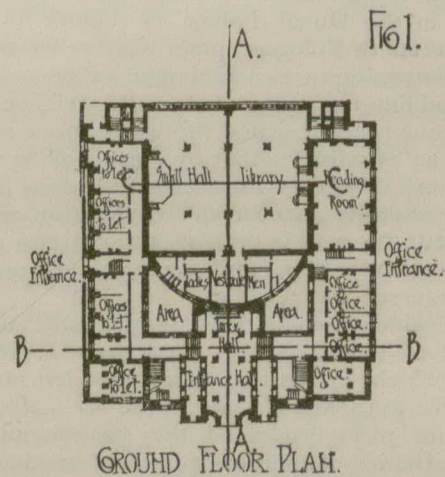 FIG 1.
A.
Offices
to Let
Small Hall
Library
Reading
Room
C
C
Offices
to Let
Office
Entrance.
Office
Entrance.
Ladies
Vestibule
Men
Area
Area
Offices
to Let.
Office
Office.
Office.
Office.
Inner
Hall.
B
B
Office
to Let.
Entrance Hall.
Office.
A
GROUND FLOOR PLAN.